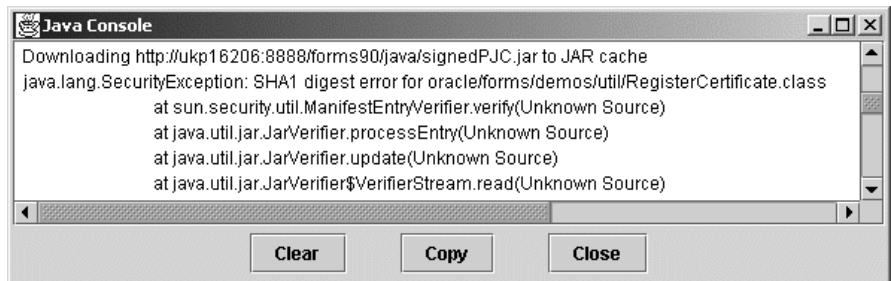 Java Console
Downloading http://ukp16206:8888/forms90/java/signedPJC.jar to JAR cache
java.lang.SecurityException: SHA1 digest error for oracle/forms/demos/util/RegisterCertificate.class
at sun.security.util.ManifestEntryVerifier.verify(Unknown Source)
at java.util.jar.JarVerifier.processEntry(Unknown Source)
at java.util.jar.JarVerifier.update(Unknown Source)
at java.util.jar.JarVerifier$VerifierStream.read(Unknown Source)
Clear Copy Close